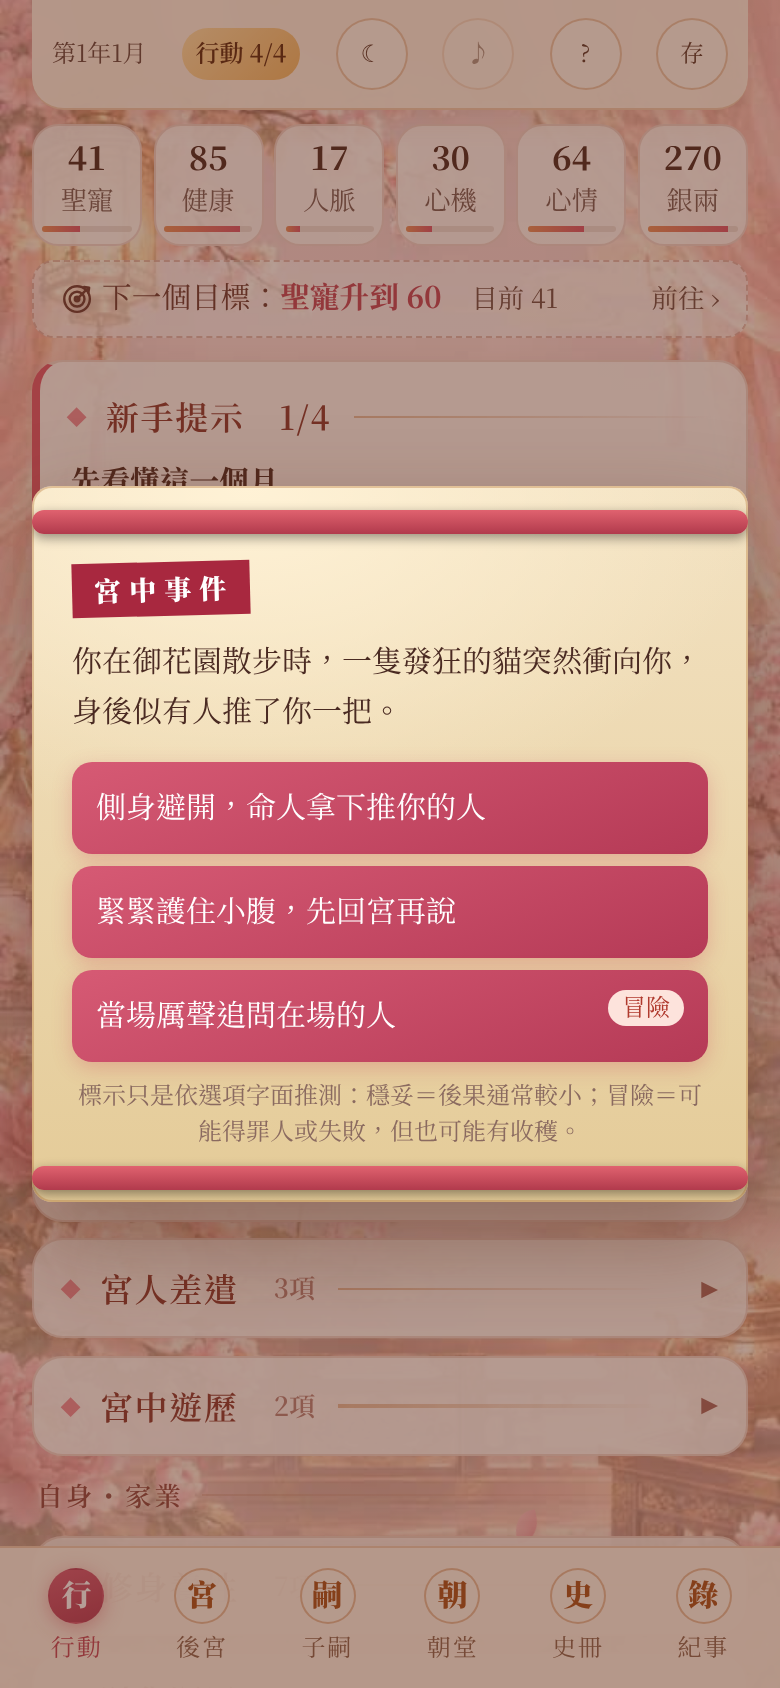 第1年1月 行動 4/4 ☾ ♪ ? 存
41 85 17 30 64 270
聖寵 健康 人脈 心機 心情 銀兩
下一個目標：聖寵升到 60 目前 41 前往 ›
新手提示 1/4
先看懂這一個月
宮中事件
你在御花園散步時，一隻發狂的貓突然衝向你，
身後似有人推了你一把。
側身避開，命人拿下推你的人
緊緊護住小腹，先回宮再說
當場厲聲追問在場的人 冒險
標示只是依選項字面推測：穩妥＝後果通常較小；冒險＝可
能得罪人或失敗，但也可能有收穫。
宮人差遣 3項 ▶
宮中遊歷 2項 ▶
自身・家業
行 宮 嗣 朝 史 錄
行動 後宮 子嗣 朝堂 史冊 紀事